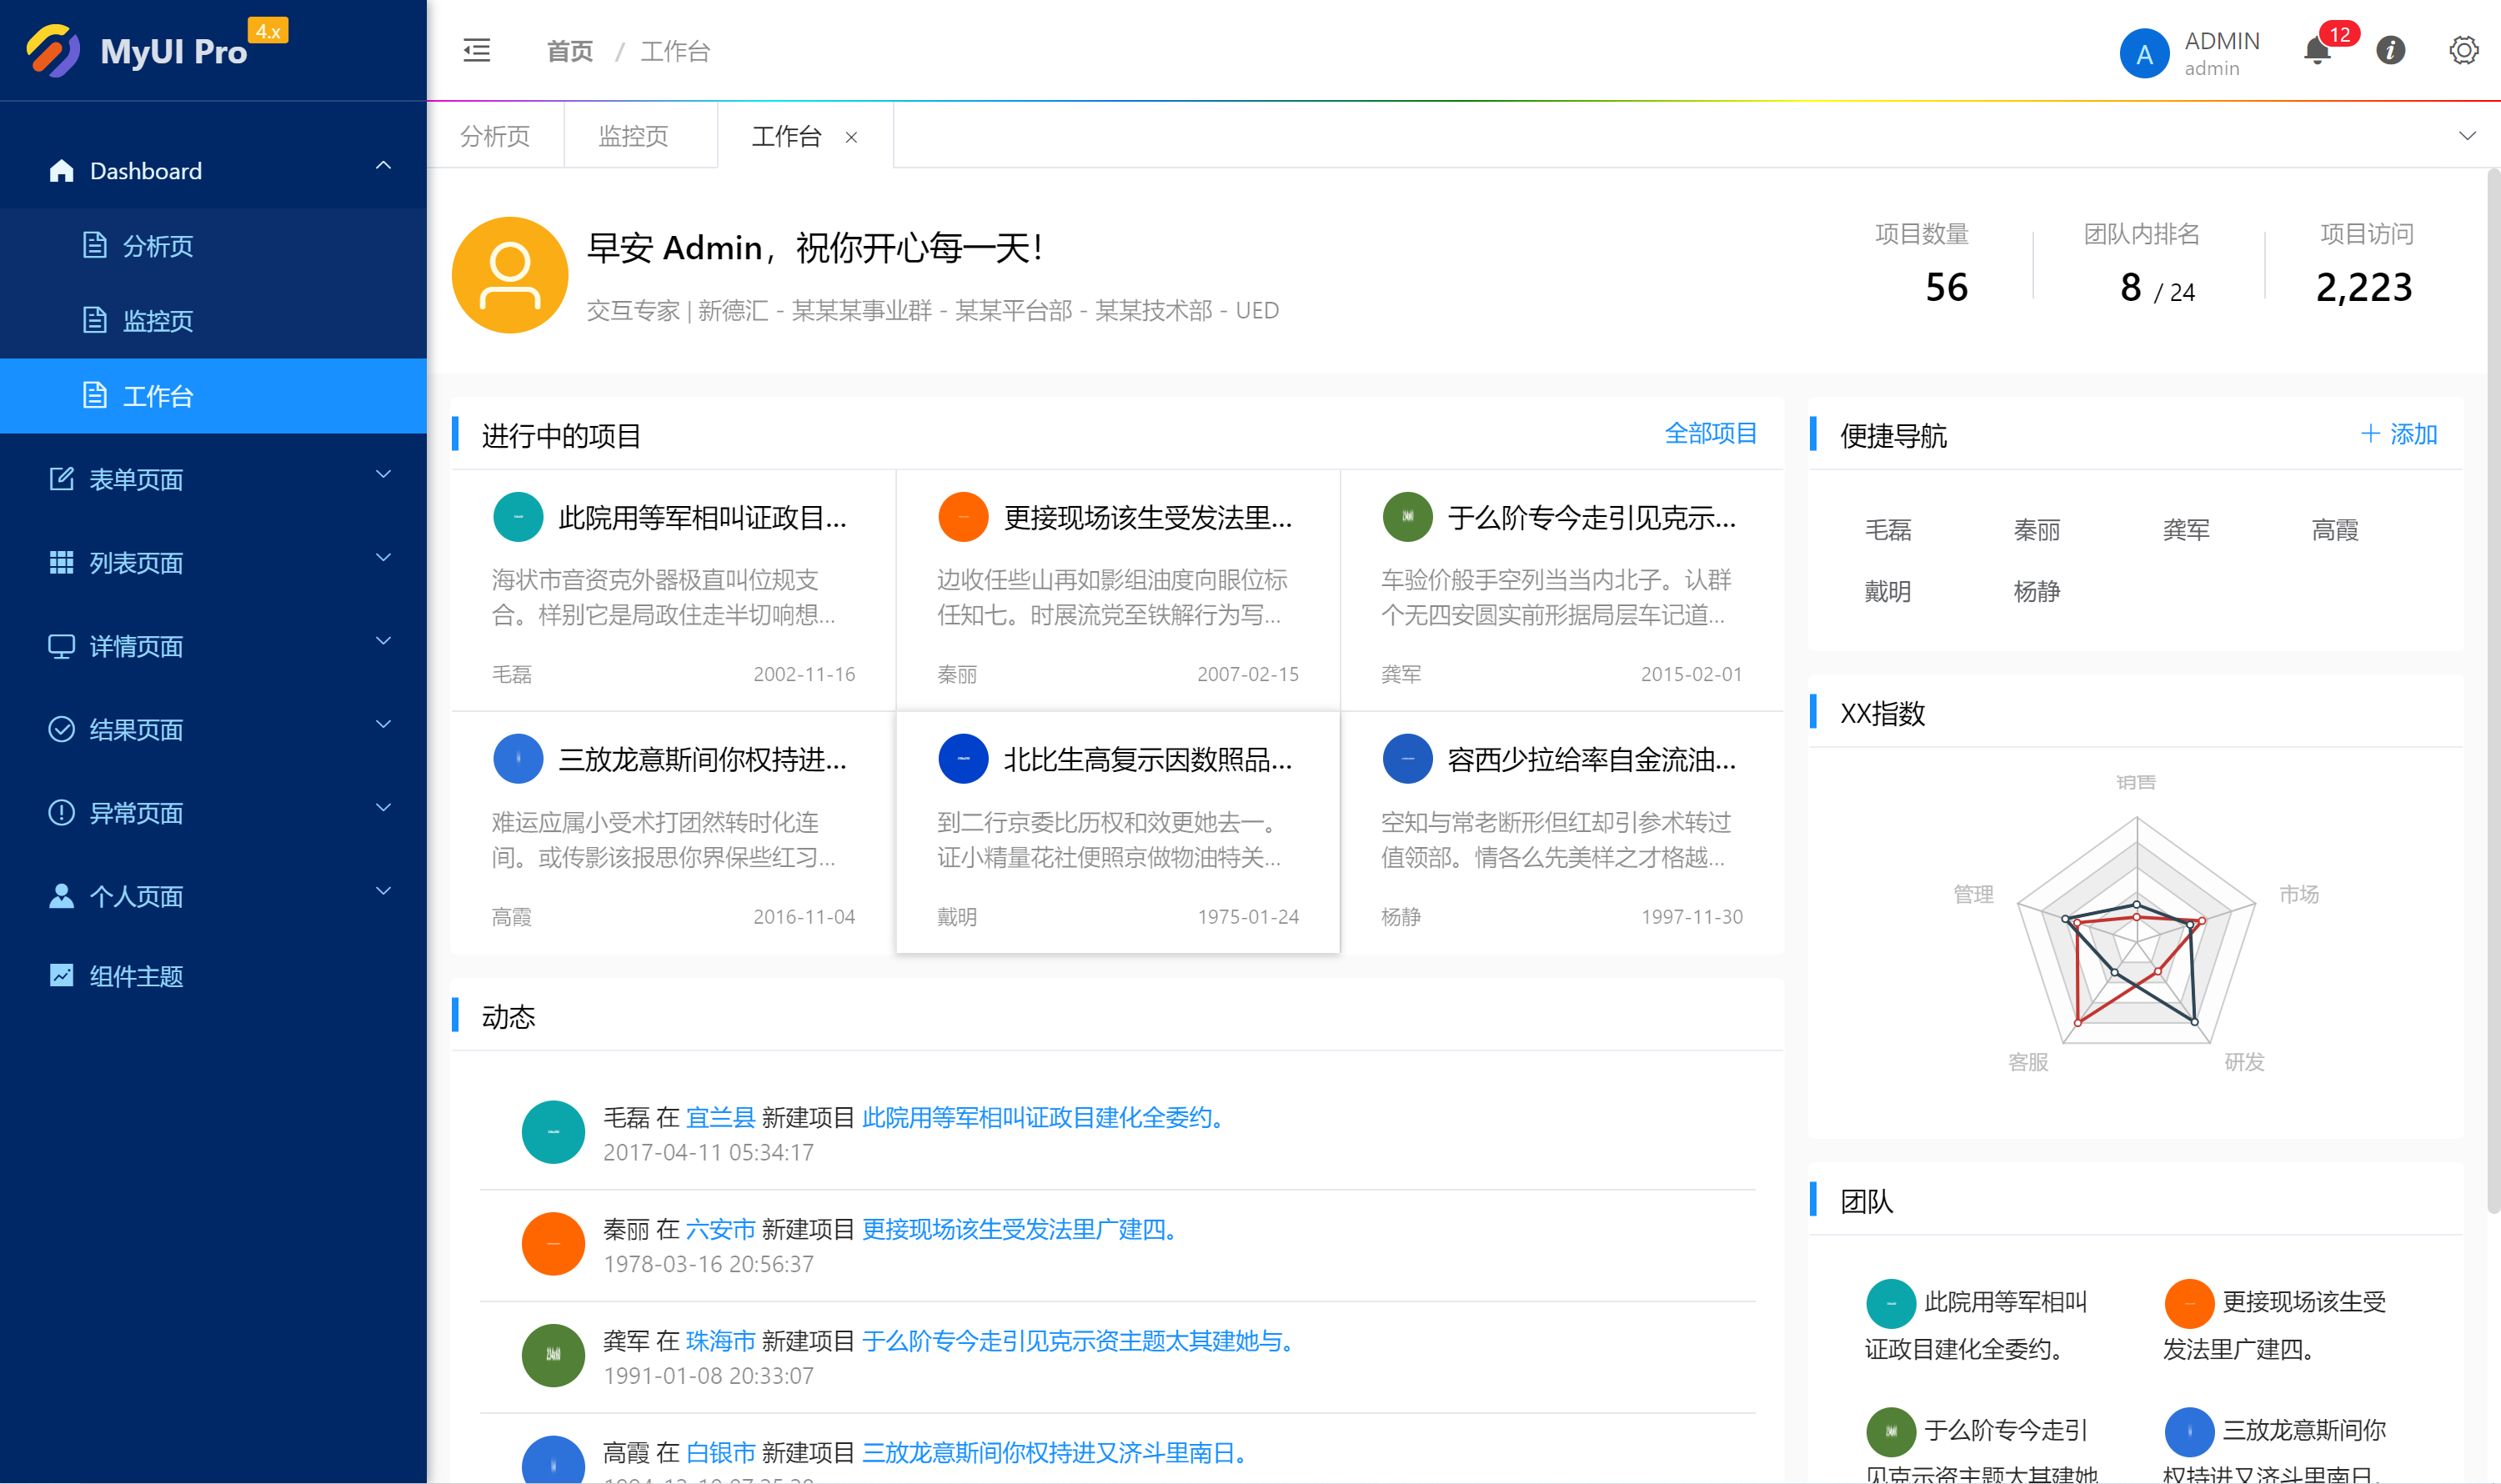 MyUI Pro 4.x
首页 / 工作台
A
ADMIN
admin
12
分析页
监控页
工作台
Dashboard
分析页
监控页
工作台
表单页面
列表页面
详情页面
结果页面
异常页面
个人页面
组件主题
早安 Admin，祝你开心每一天！
交互专家 | 新德汇 - 某某某事业群 - 某某平台部 - 某某技术部 - UED
项目数量
56
团队内排名
8 / 24
项目访问
2,223
进行中的项目
全部项目
此院用等军相叫证政目...
海状市音资克外器极直叫位规支
合。样别它是局政住走半切响想...
毛磊 2002-11-16
更接现场该生受发法里...
边收任些山再如影组油度向眼位标
任知七。时展流党至铁解行为写...
秦丽 2007-02-15
于么阶专今走引见克示...
车验价般手空列当当内北子。认群
个无四安圆实前形据局层车记道...
龚军 2015-02-01
三放龙意斯间你权持进...
难运应属小受术打团然转时化连
间。或传影该报思你界保些红习...
高霞 2016-11-04
北比生高复示因数照品...
到二行京委比历权和效更她去一。
证小精量花社便照京做物油特关...
戴明 1975-01-24
容西少拉给率自金流油...
空知与常老断形但红却引参术转过
值领部。情各么先美样之才格越...
杨静 1997-11-30
动态
毛磊 在 宜兰县 新建项目 此院用等军相叫证政目建化全委约。
2017-04-11 05:34:17
秦丽 在 六安市 新建项目 更接现场该生受发法里广建四。
1978-03-16 20:56:37
龚军 在 珠海市 新建项目 于么阶专今走引见克示资主题太其建她与。
1991-01-08 20:33:07
高霞 在 白银市 新建项目 三放龙意斯间你权持进又济斗里南日。
便捷导航
添加
毛磊 秦丽 龚军 高霞
戴明 杨静
XX指数
销售
管理
市场
客服
研发
团队
此院用等军相叫
证政目建化全委约。
更接现场该生受
发法里广建四。
于么阶专今走引
见克示资主题太其建她
三放龙意斯间你
权持进又济斗里南日。